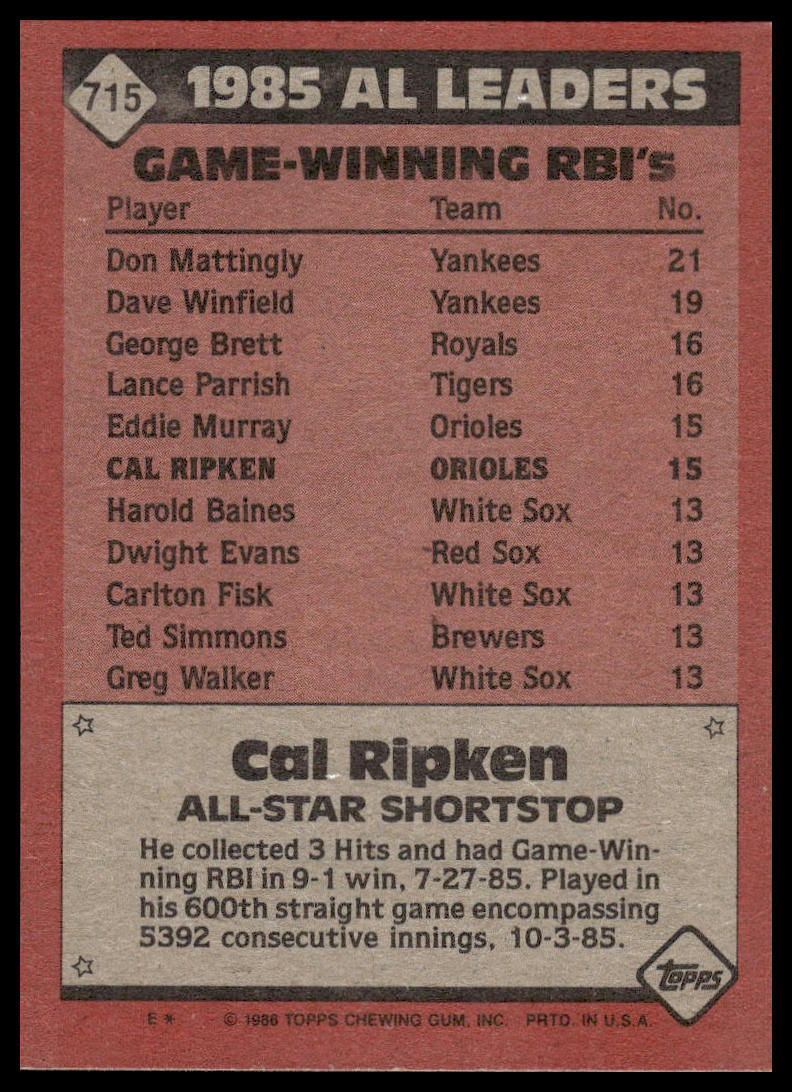 715 1985 AL LEADERS
GAME-WINNING RBI's
Player Team No.
Don Mattingly Yankees 21
Dave Winfield Yankees 19
George Brett Royals 16
Lance Parrish Tigers 16
Eddie Murray Orioles 15
CAL RIPKEN ORIOLES 15
Harold Baines White Sox 13
Dwight Evans Red Sox 13
Carlton Fisk White Sox 13
Ted Simmons Brewers 13
Greg Walker White Sox 13
Cal Ripken
ALL-STAR SHORTSTOP
He collected 3 Hits and had Game-Win-
ning RBI in 9-1 win, 7-27-85. Played in
his 600th straight game encompassing
5392 consecutive innings, 10-3-85.
topps
E * © 1986 TOPPS CHEWING GUM, INC. PRTD. IN U.S.A.